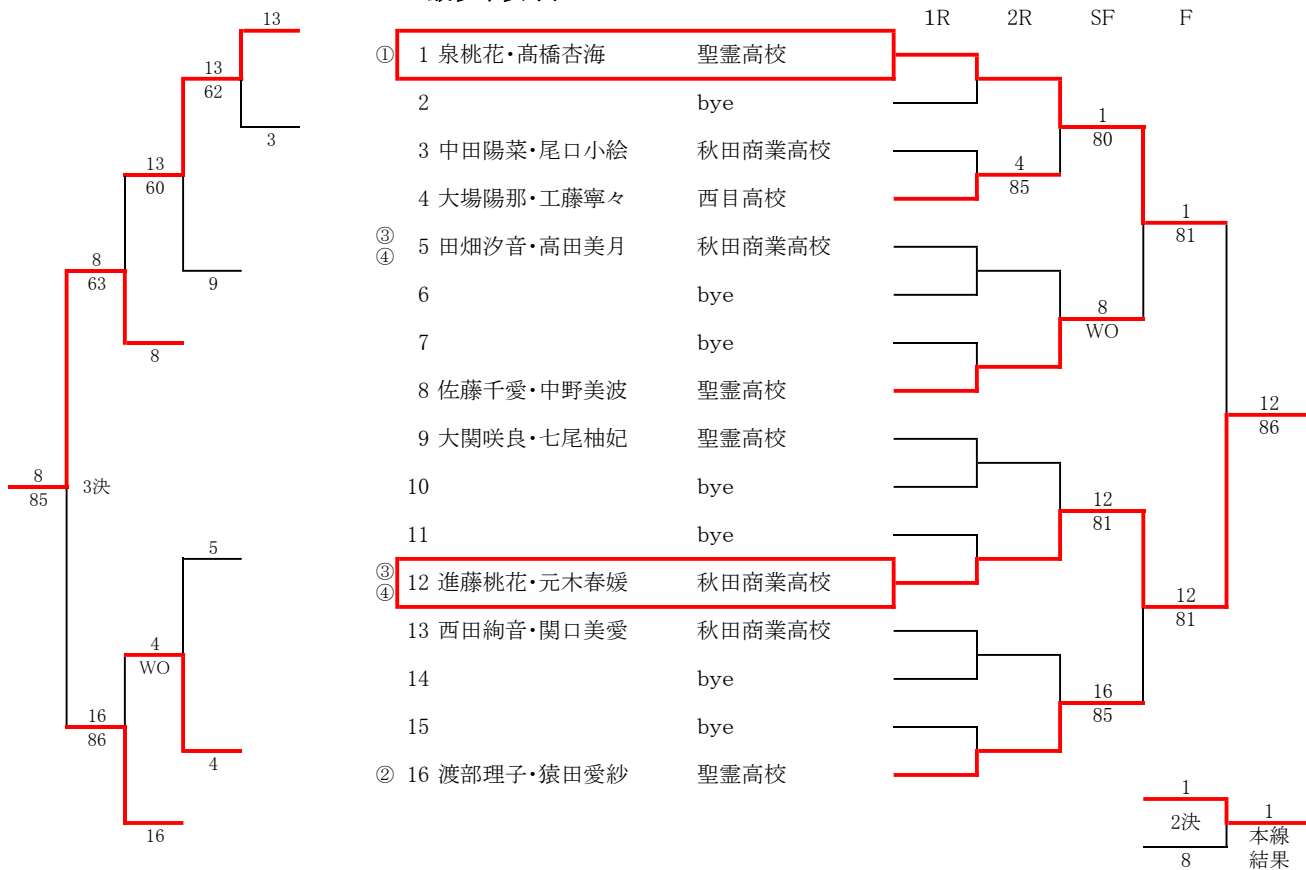 1R 2R SF F
① 1 泉桃花・髙橋杏海 聖霊高校
2 bye
3 中田陽菜・尾口小絵 秋田商業高校
4 大場陽那・工藤寧々 西目高校
③④ 5 田畑汐音・高田美月 秋田商業高校
6 bye
7 bye
8 佐藤千愛・中野美波 聖霊高校
9 大関咲良・七尾柚妃 聖霊高校
10 bye
11 bye
③④ 12 進藤桃花・元木春媛 秋田商業高校
13 西田絢音・関口美愛 秋田商業高校
14 bye
15 bye
② 16 渡部理子・猿田愛紗 聖霊高校
13
13
62
3
13
60
9
8
63
8
8
85
3決
5
4
WO
4
16
86
16
4
85
1
80
8
WO
1
81
12
81
16
85
12
81
12
86
1
2決
8
1
本線
結果